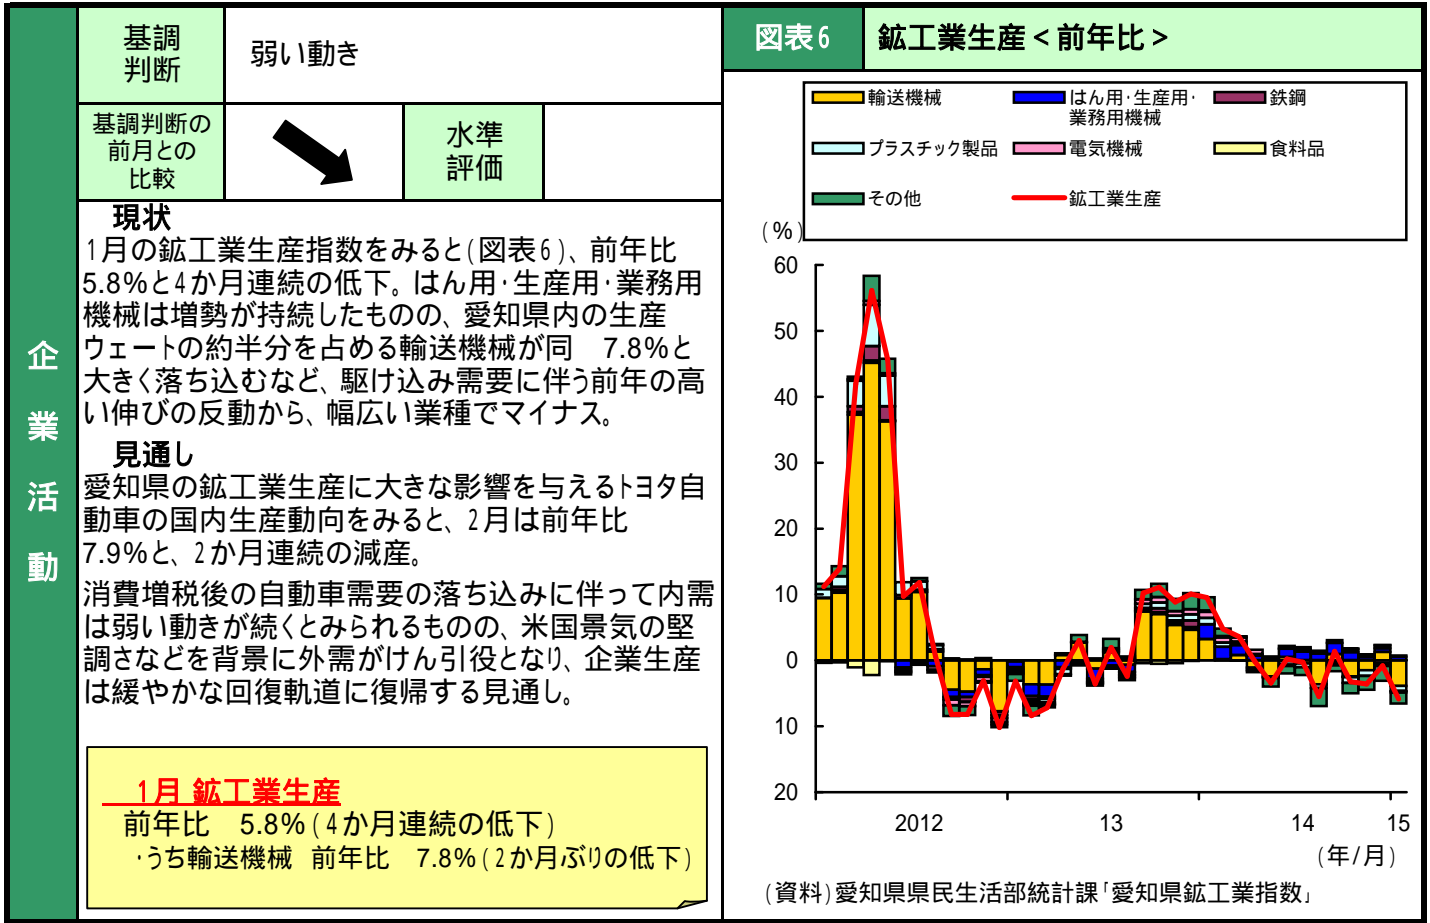 企業活動
基調
判断
弱い動き
基調判断の
前月との
比較
水準
評価
現状
1月の鉱工業生産指数をみると(図表6)、前年比
5.8%と4か月連続の低下。はん用・生産用・業務用
機械は増勢が持続したものの、愛知県内の生産
ウェートの約半分を占める輸送機械が同 7.8%と
大きく落ち込むなど、駆け込み需要に伴う前年の高
い伸びの反動から、幅広い業種でマイナス。
見通し
愛知県の鉱工業生産に大きな影響を与えるトヨタ自
動車の国内生産動向をみると、2月は前年比
7.9%と、2か月連続の減産。
消費増税後の自動車需要の落ち込みに伴って内需
は弱い動きが続くとみられるものの、米国景気の堅
調さなどを背景に外需がけん引役となり、企業生産
は緩やかな回復軌道に復帰する見通し。
1月 鉱工業生産
前年比 5.8%(4か月連続の低下)
・うち輸送機械 前年比 7.8%(2か月ぶりの低下)
図表6 鉱工業生産<前年比>
輸送機械
はん用・生産用・
業務用機械
鉄鋼
プラスチック製品
電気機械
食料品
その他
鉱工業生産
(%)
60
50
40
30
20
10
0
10
20
2012 13 14 15
(年/月)
(資料)愛知県県民生活部統計課「愛知県鉱工業指数」